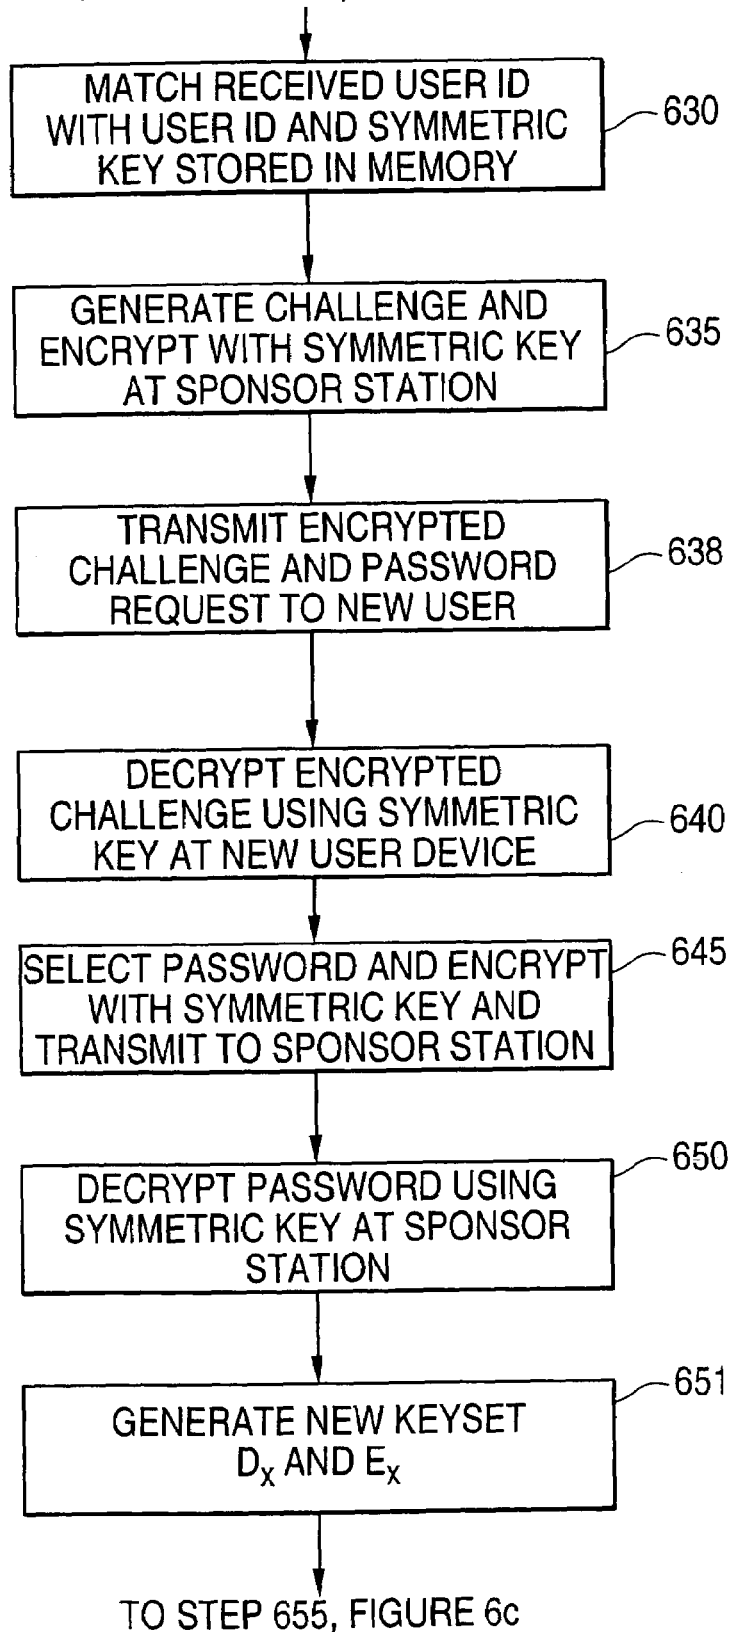 MATCH RECEIVED USER ID
WITH USER ID AND SYMMETRIC
KEY STORED IN MEMORY
630
GENERATE CHALLENGE AND
ENCRYPT WITH SYMMETRIC KEY
AT SPONSOR STATION
635
TRANSMIT ENCRYPTED
CHALLENGE AND PASSWORD
REQUEST TO NEW USER
638
DECRYPT ENCRYPTED
CHALLENGE USING SYMMETRIC
KEY AT NEW USER DEVICE
640
SELECT PASSWORD AND ENCRYPT
WITH SYMMETRIC KEY AND
TRANSMIT TO SPONSOR STATION
645
DECRYPT PASSWORD USING
SYMMETRIC KEY AT SPONSOR
STATION
650
GENERATE NEW KEYSET
Dx AND Ex
651
TO STEP 655, FIGURE 6c